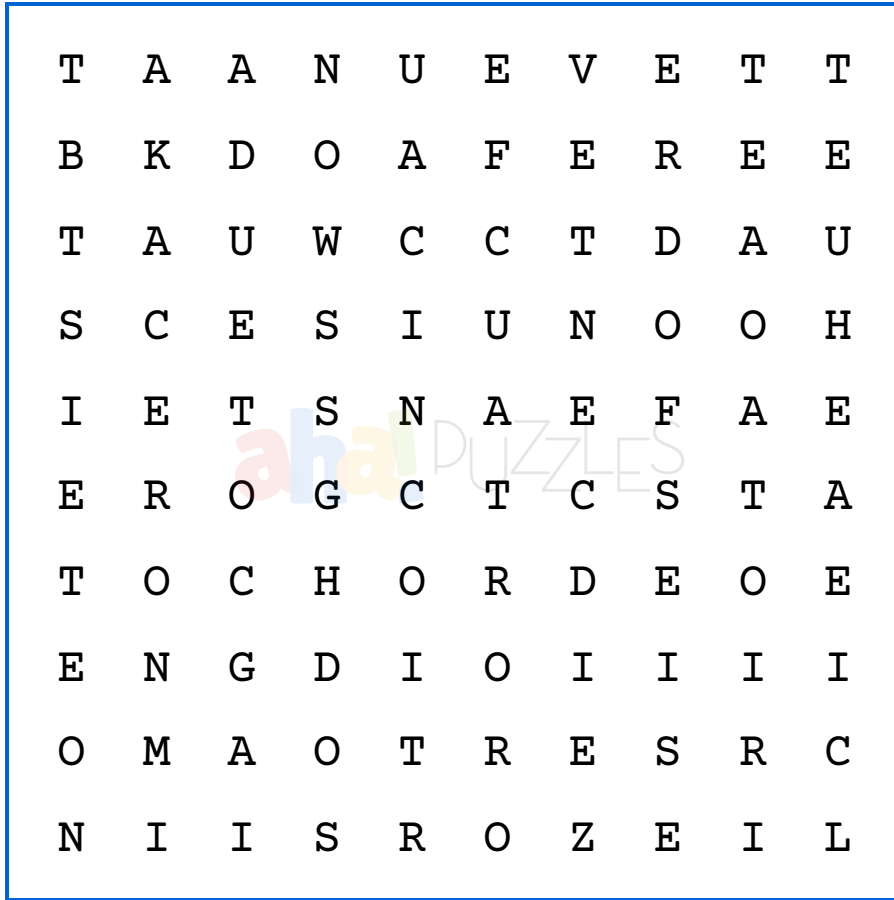 T A A N U E V E T T
B K D O A F E R E E
T A U W C C T D A U
S C E S I U N O O H
I E T S N A E F A E
E R O G C T C S T A
T O C H O R D E O E
E N G D I O I I I I
O M A O T R E S R C
N I I S R O Z E I L
aha! PUZZLES